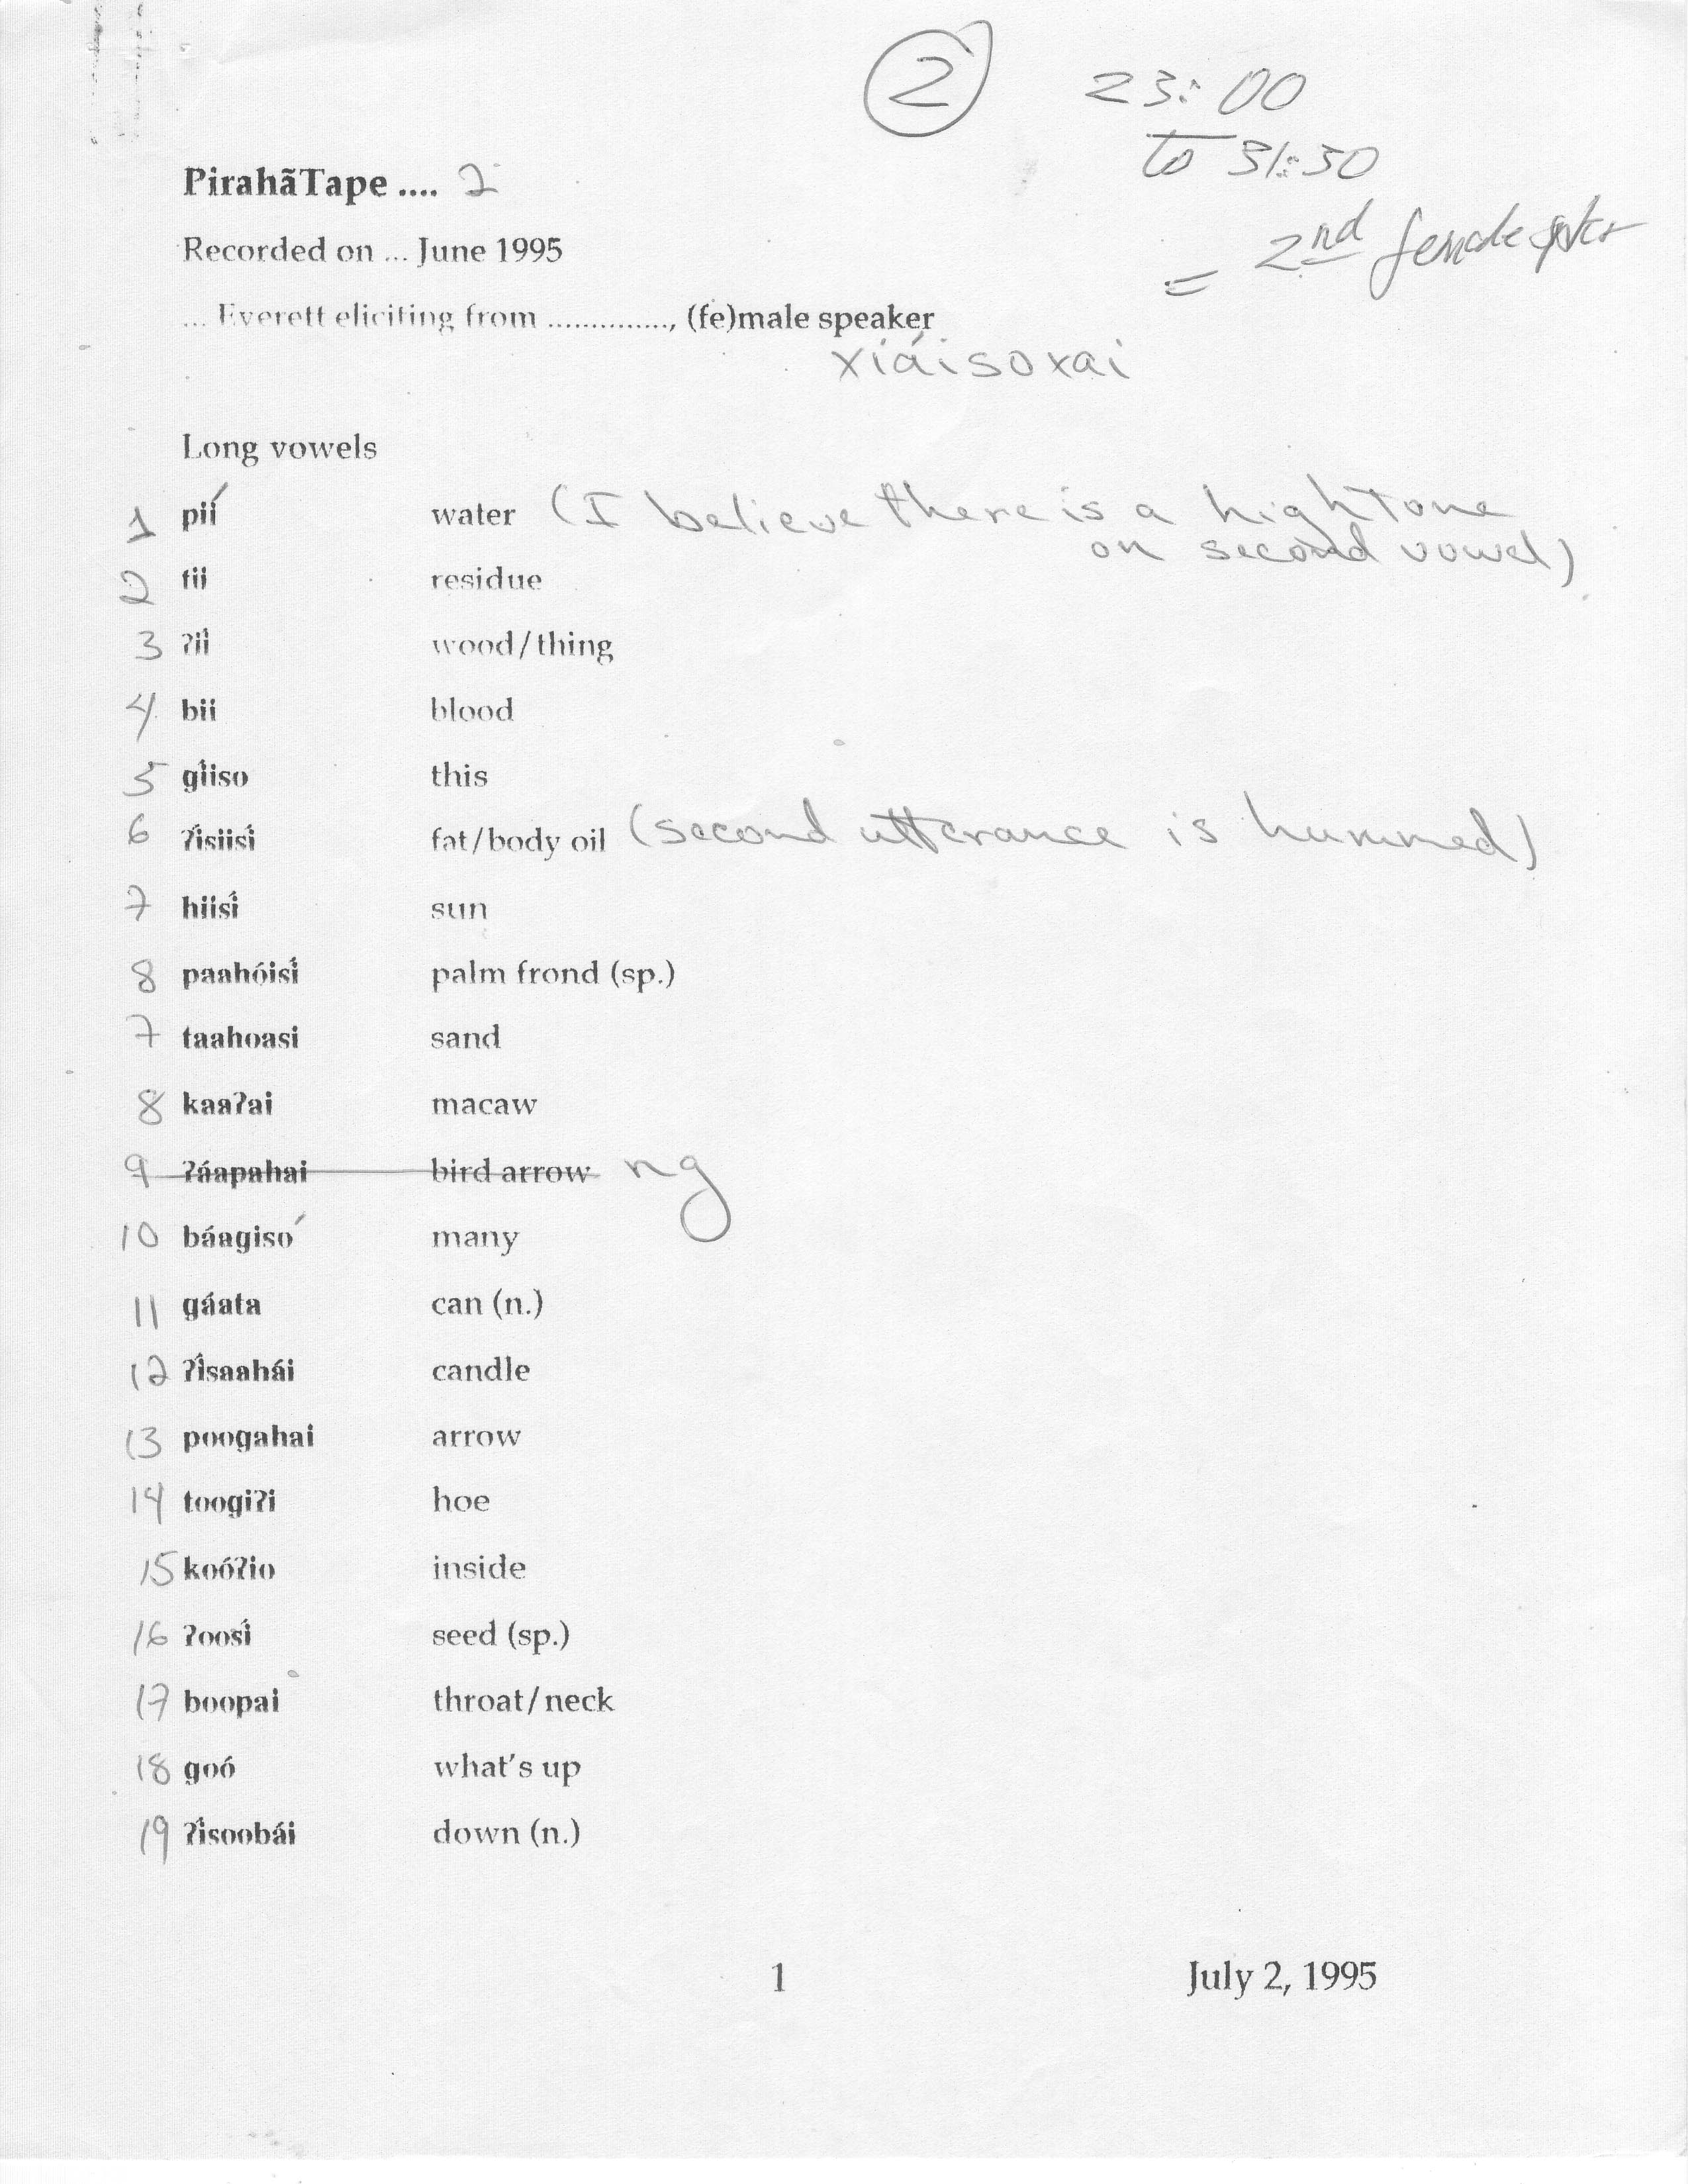 2 23:00
to 31:30
= 2nd female spkr
PirahãTape .... 2
Recorded on ... June 1995
... Everett eliciting from .............., (fe)male speaker
xiáisoxai
Long vowels
1 pií water (I believe there is a high tone
on second vowel)
2 tii residue
3 ʔií wood/thing
4 bii blood
5 gíiso this
6 ʔísiisí fat/body oil (second utterance is hummed)
7 hiisí sun
8 paahóisí palm frond (sp.)
7 taahoasi sand
8 kaaʔai macaw
9 ʔáapahai bird arrow ng
10 báagisó many
11 gáata can (n.)
12 ʔísaahái candle
13 poogahai arrow
14 toogiʔi hoe
15 koóʔio inside
16 ʔoosí seed (sp.)
17 boopai throat/neck
18 goó what's up
19 ʔísoobái down (n.)
1 July 2, 1995